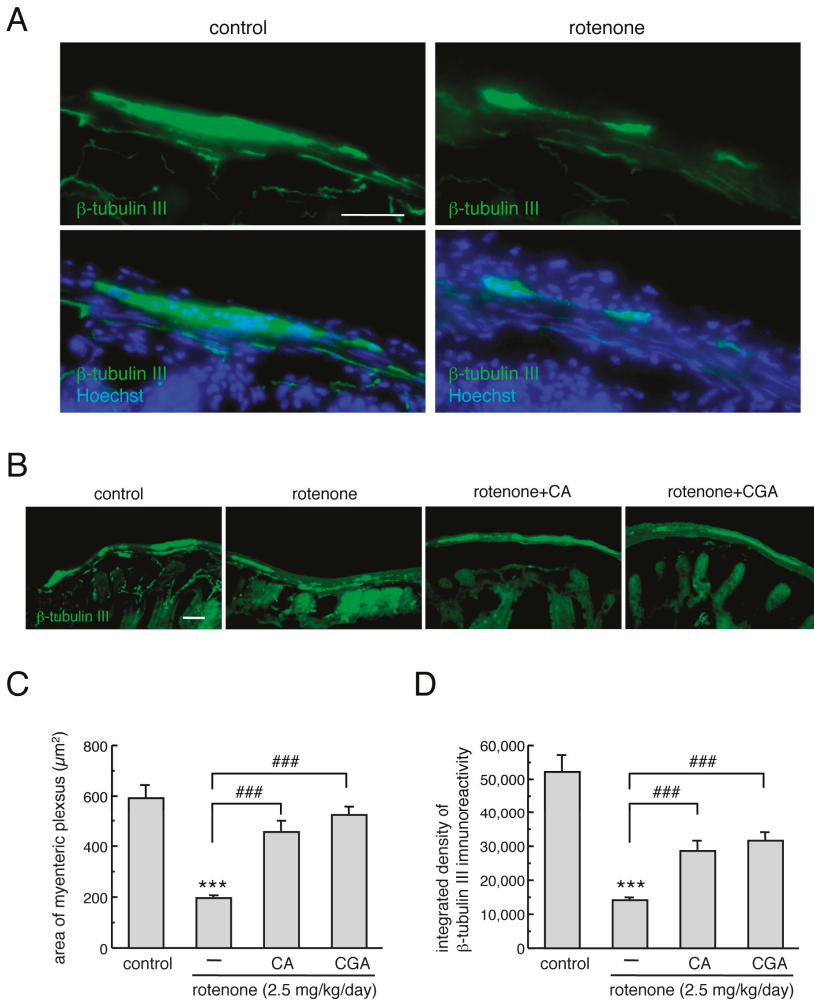 A
control
rotenone
β-tubulin III
β-tubulin III
β-tubulin III
Hoechst
β-tubulin III
Hoechst
B
control
rotenone
rotenone+CA
rotenone+CGA
β-tubulin III
C
area of myenteric plexsus (μm²)
800
600
400
200
0
###
###
***
control
–
CA
CGA
rotenone (2.5 mg/kg/day)
D
integrated density of
β-tubulin III imnunoreactivity
60,000
50,000
40,000
30,000
20,000
10,000
0
###
###
***
control
–
CA
CGA
rotenone (2.5 mg/kg/day)